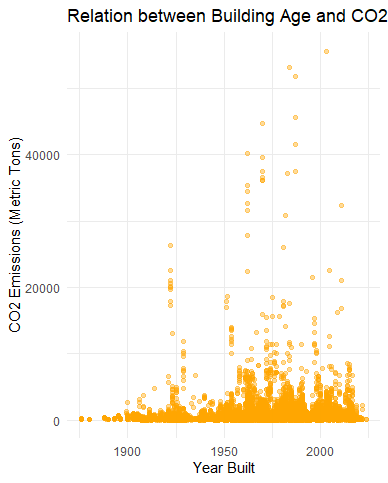 Relation between Building Age and CO2
CO2 Emissions (Metric Tons)
40000
20000
0
1900
1950
2000
Year Built